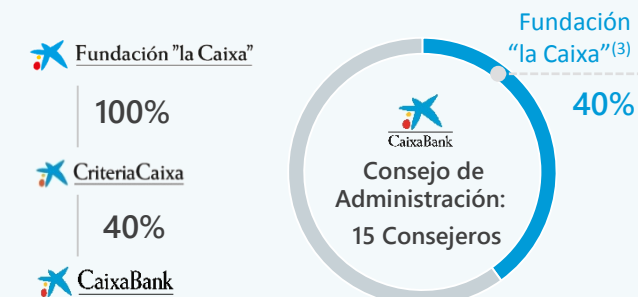 Fundación "la Caixa"
100%
CriteriaCaixa
40%
CaixaBank
CaixaBank
Consejo de
Administración:
15 Consejeros
Fundación
“la Caixa”(3)
40%